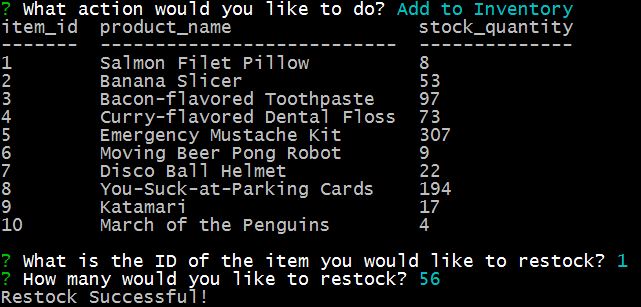 ? What action would you like to do? Add to Inventory
item_id  product_name               stock_quantity
-------  -------------------------  --------------
1        Salmon Filet Pillow        8
2        Banana Slicer              53
3        Bacon-flavored Toothpaste  97
4        Curry-flavored Dental Floss  73
5        Emergency Mustache Kit     307
6        Moving Beer Pong Robot     9
7        Disco Ball Helmet          22
8        You-Suck-at-Parking Cards  194
9        Katamari                   17
10       March of the Penguins      4
? What is the ID of the item you would like to restock? 1
? How many would you like to restock? 56
Restock Successful!